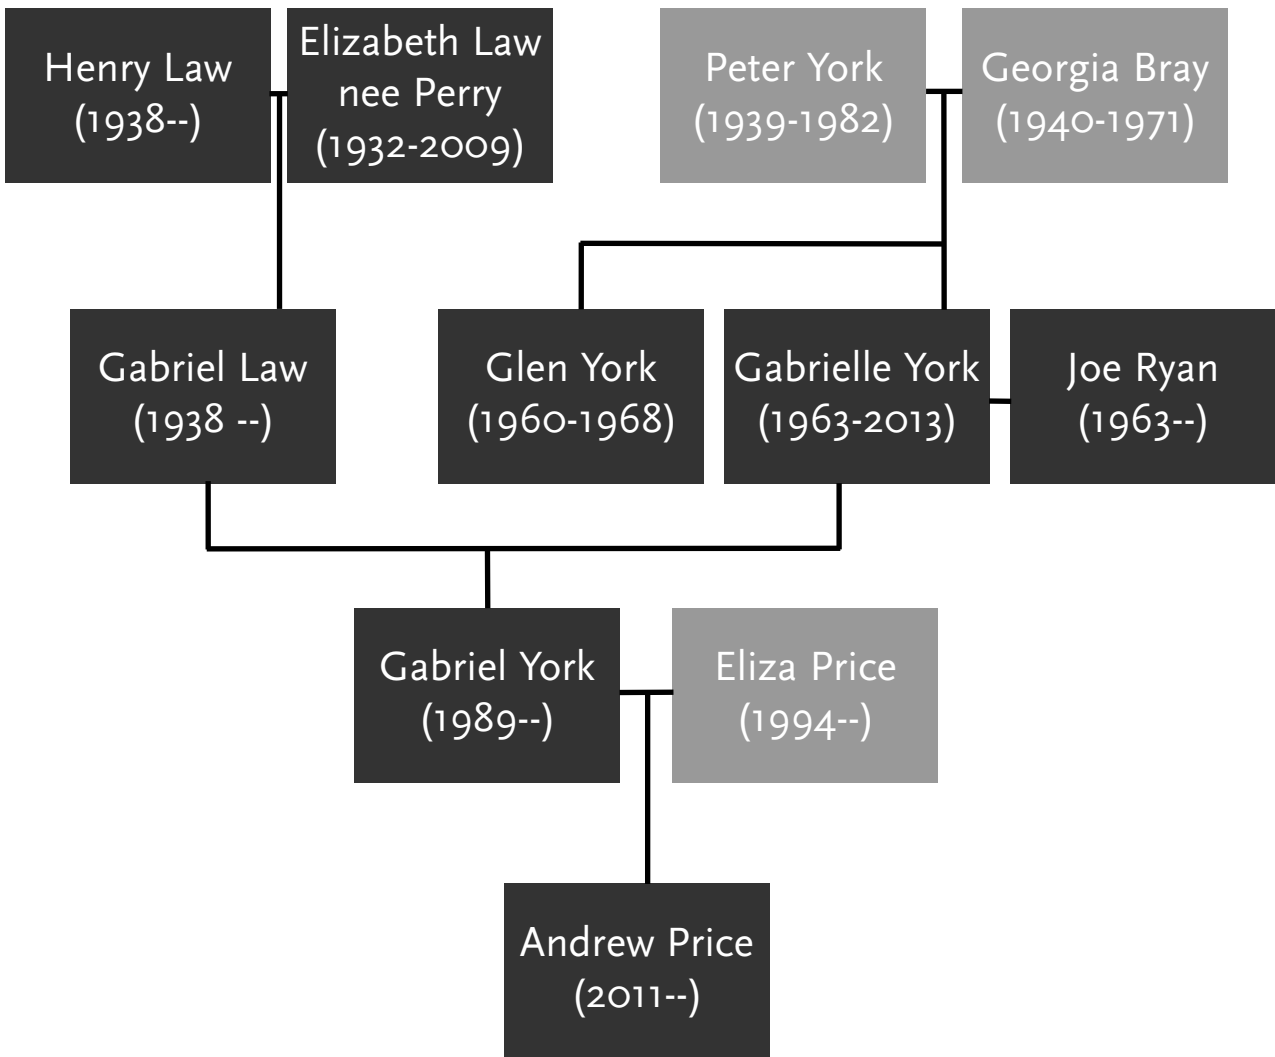 Henry Law
(1938--)
Elizabeth Law
nee Perry
(1932-2009)
Peter York
(1939-1982)
Georgia Bray
(1940-1971)
Gabriel Law
(1938 --)
Glen York
(1960-1968)
Gabrielle York
(1963-2013)
Joe Ryan
(1963--)
Gabriel York
(1989--)
Eliza Price
(1994--)
Andrew Price
(2011--)